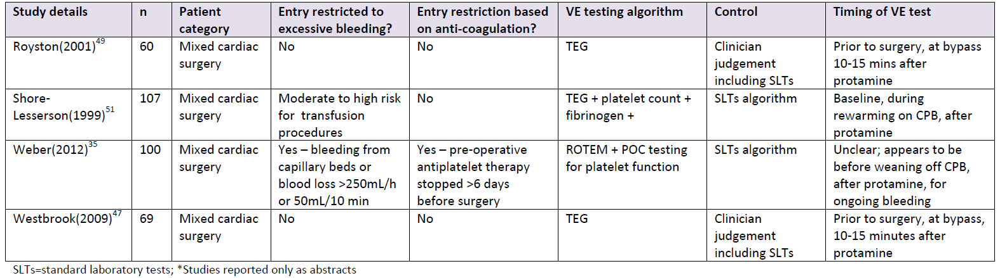 Study details n Patient category Entry restricted to excessive bleeding? Entry restriction based on anti-coagulation? VE testing algorithm Control Timing of VE test
Royston(2001)49 60 Mixed cardiac surgery No No TEG Clinician judgement including SLTs Prior to surgery, at bypass 10-15 mins after protamine
Shore-Lesserson(1999)51 107 Mixed cardiac surgery Moderate to high risk for transfusion procedures No TEG + platelet count + fibrinogen + SLTs algorithm Baseline, during rewarming on CPB, after protamine
Weber(2012)35 100 Mixed cardiac surgery Yes – bleeding from capillary beds or blood loss >250mL/h or 50mL/10 min Yes – pre-operative antiplatelet therapy stopped >6 days before surgery ROTEM + POC testing for platelet function SLTs algorithm Unclear; appears to be before weaning off CPB, after protamine, for ongoing bleeding
Westbrook(2009)47 69 Mixed cardiac surgery No No TEG Clinician judgement including SLTs Prior to surgery, at bypass, 10-15 minutes after protamine
SLTs=standard laboratory tests; *Studies reported only as abstracts